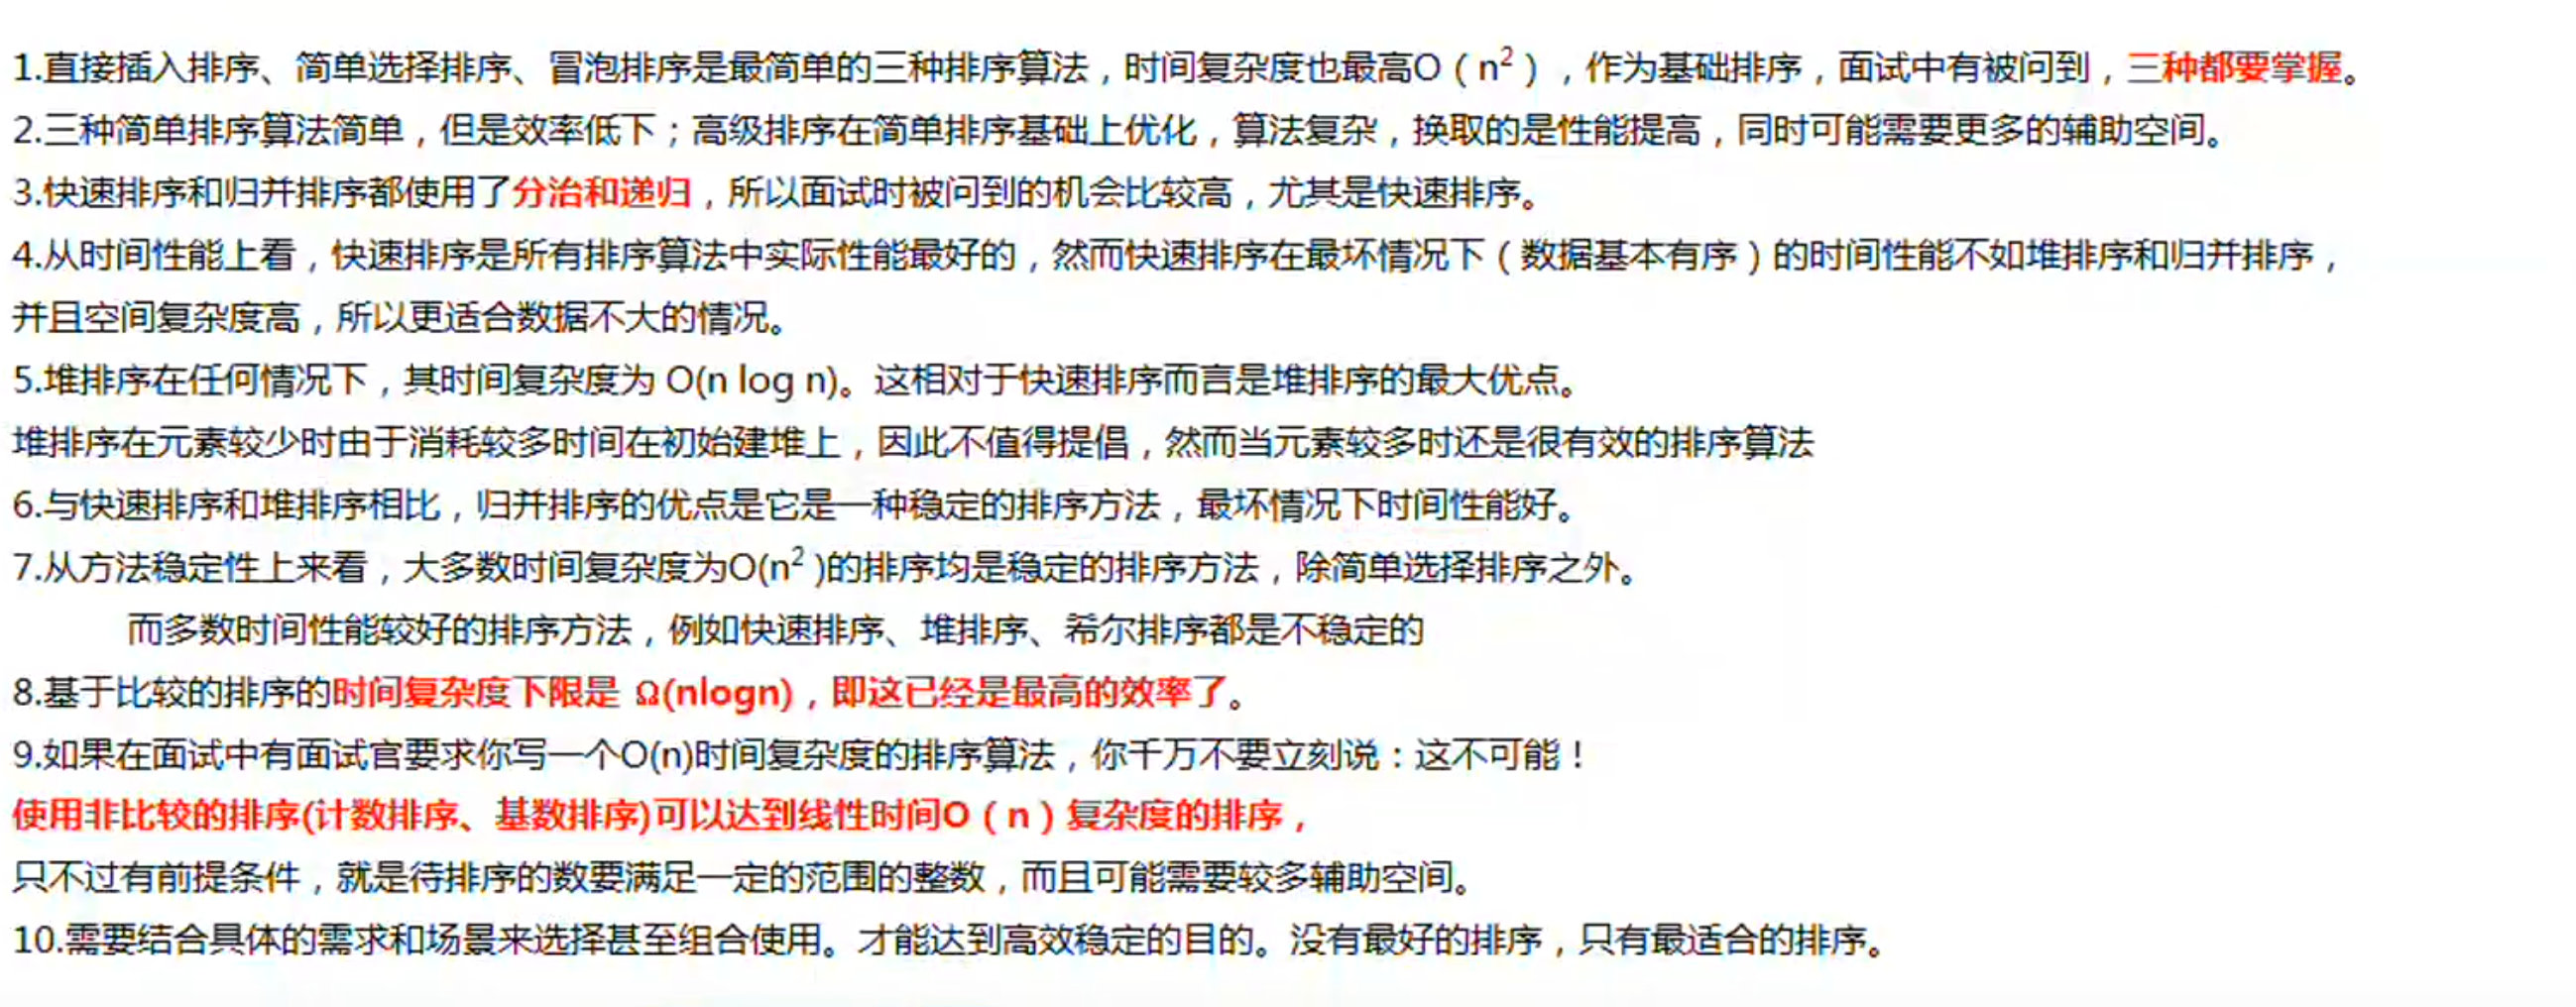 1.直接插入排序、简单选择排序、冒泡排序是最简单的三种排序算法，时间复杂度也最高O（n²），作为基础排序，面试中有被问到，三种都要掌握。
2.三种简单排序算法简单，但是效率低下；高级排序在简单排序基础上优化，算法复杂，换取的是性能提高，同时可能需要更多的辅助空间。
3.快速排序和归并排序都使用了分治和递归，所以面试时被问到的机会比较高，尤其是快速排序。
4.从时间性能上看，快速排序是所有排序算法中实际性能最好的，然而快速排序在最坏情况下（数据基本有序）的时间性能不如堆排序和归并排序，
并且空间复杂度高，所以更适合数据不大的情况。
5.堆排序在任何情况下，其时间复杂度为 O(n log n)。这相对于快速排序而言是堆排序的最大优点。
堆排序在元素较少时由于消耗较多时间在初始建堆上，因此不值得提倡，然而当元素较多时还是很有效的排序算法
6.与快速排序和堆排序相比，归并排序的优点是它是一种稳定的排序方法，最坏情况下时间性能好。
7.从方法稳定性上来看，大多数时间复杂度为O(n² )的排序均是稳定的排序方法，除简单选择排序之外。
而多数时间性能较好的排序方法，例如快速排序、堆排序、希尔排序都是不稳定的
8.基于比较的排序的时间复杂度下限是 Ω(nlogn)，即这已经是最高的效率了。
9.如果在面试中有面试官要求你写一个O(n)时间复杂度的排序算法，你千万不要立刻说：这不可能！
使用非比较的排序(计数排序、基数排序)可以达到线性时间O（n）复杂度的排序，
只不过有前提条件，就是待排序的数要满足一定的范围的整数，而且可能需要较多辅助空间。
10.需要结合具体的需求和场景来选择甚至组合使用。才能达到高效稳定的目的。没有最好的排序，只有最适合的排序。